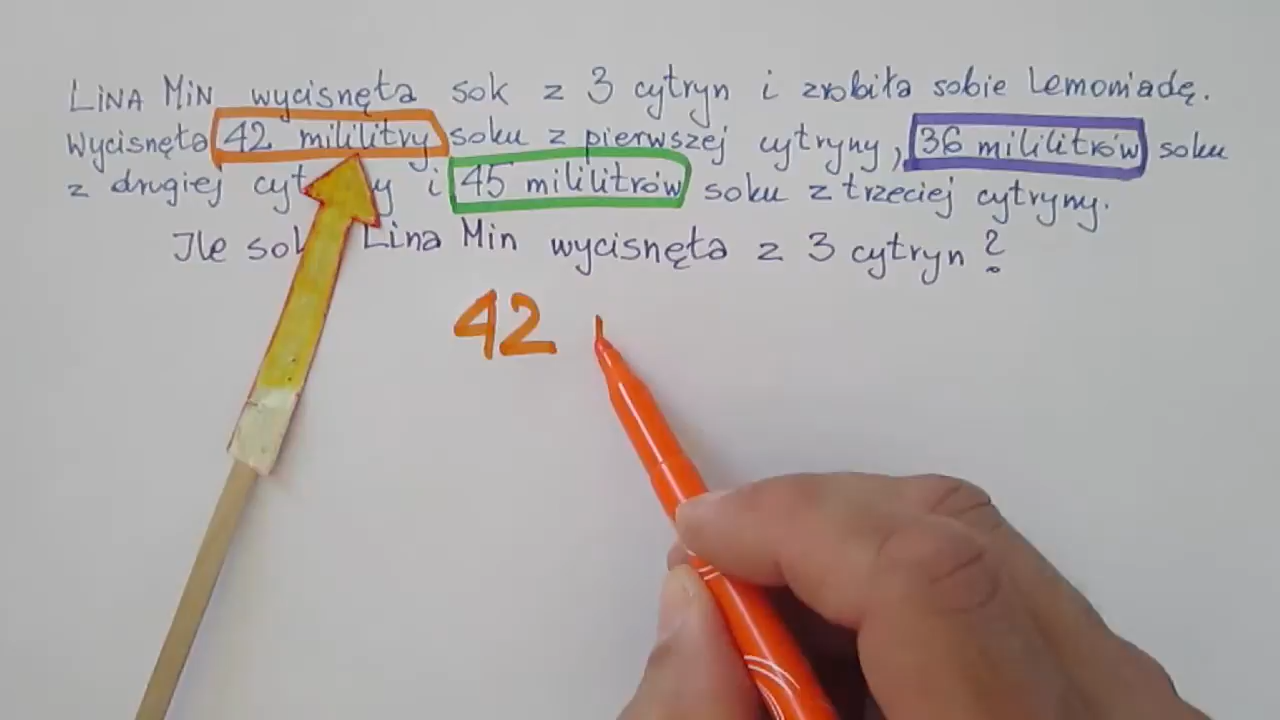 Lina Min wycisnęła sok z 3 cytryn i zrobiła sobie lemoniadę.
Wycisnęła 42 mililitry soku z pierwszej cytryny, 36 mililitrów soku
z drugiej i 45 mililitrów soku z trzeciej cytryny.
Ile Lina Min wycisnęła z 3 cytryn?
42